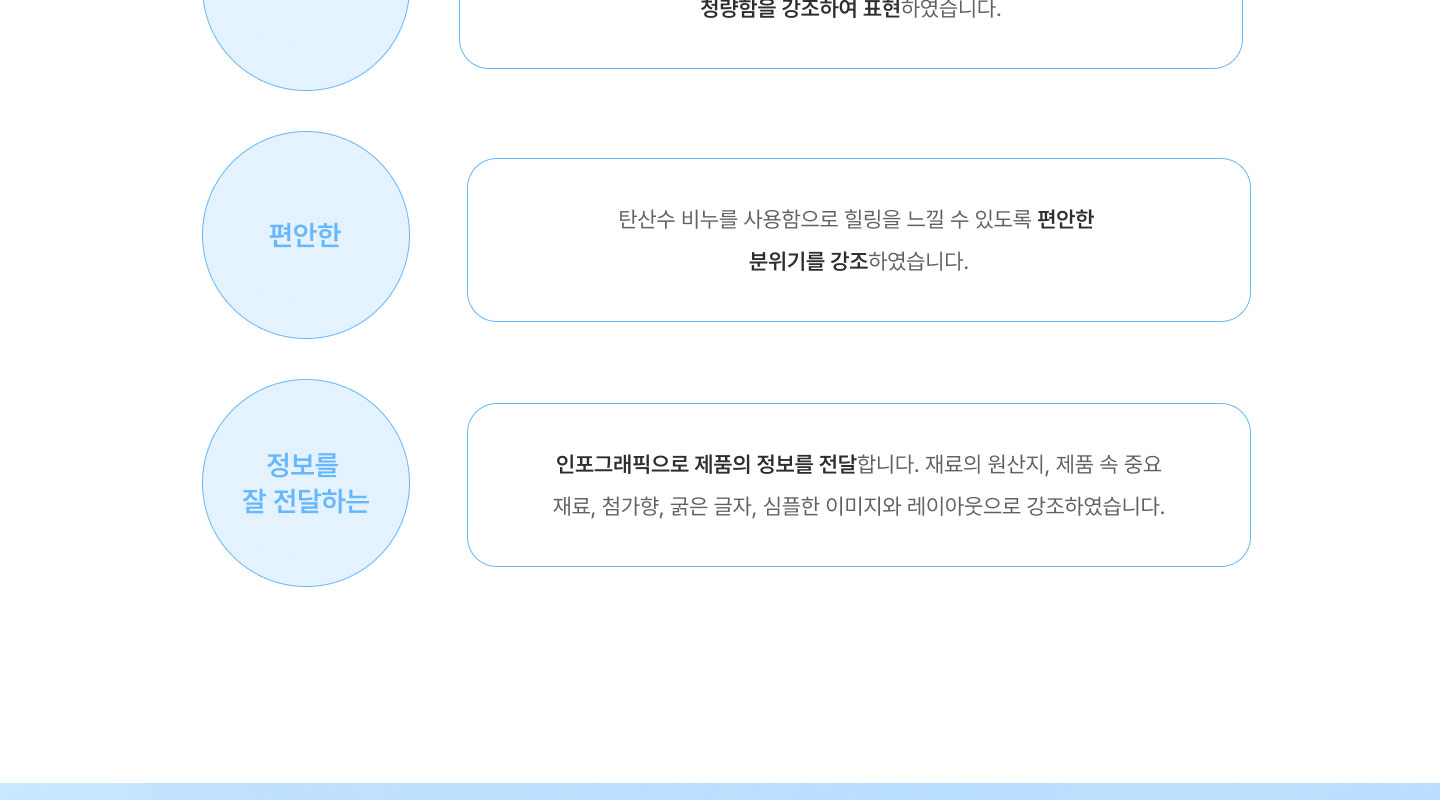 청량함을 강조하여 표현하였습니다.
편안한
탄산수 비누를 사용함으로 힐링을 느낄 수 있도록 편안한
분위기를 강조하였습니다.
정보를
잘 전달하는
인포그래픽으로 제품의 정보를 전달합니다. 재료의 원산지, 제품 속 중요
재료, 첨가향, 굵은 글자, 심플한 이미지와 레이아웃으로 강조하였습니다.